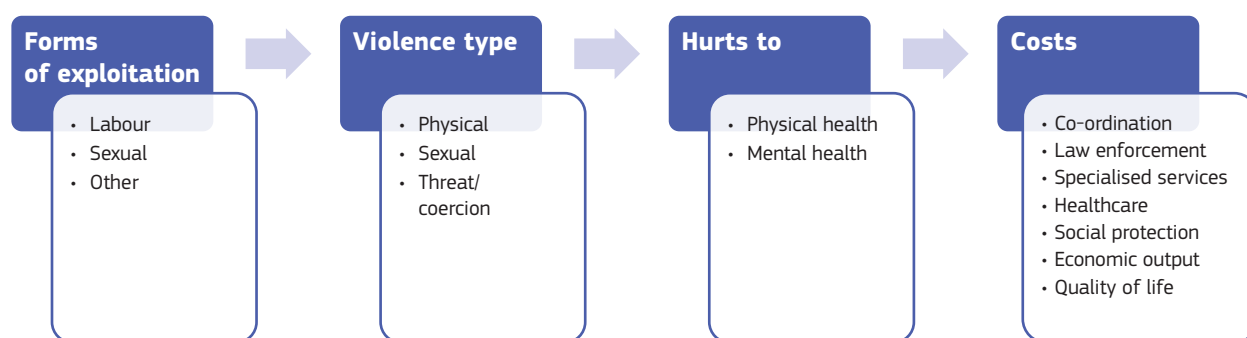 Forms
of exploitation
• Labour
• Sexual
• Other
Violence type
• Physical
• Sexual
• Threat/
coercion
Hurts to
• Physical health
• Mental health
Costs
• Co-ordination
• Law enforcement
• Specialised services
• Healthcare
• Social protection
• Economic output
• Quality of life